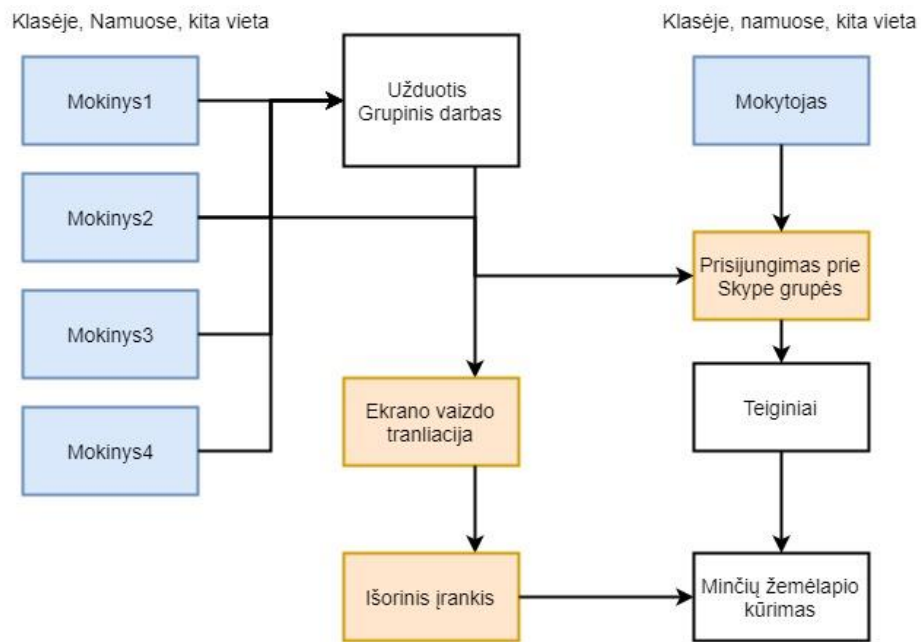 Klasėje, Namuose, kita vieta
Klasėje, namuose, kita vieta
Mokinys1
Užduotis
Grupinis darbas
Mokytojas
Mokinys2
Prisijungimas prie
Skype grupės
Mokinys3
Ekrano vaizdo
tranliacija
Teiginiai
Mokinys4
Išorinis įrankis
Minčių žemėlapio
kūrimas